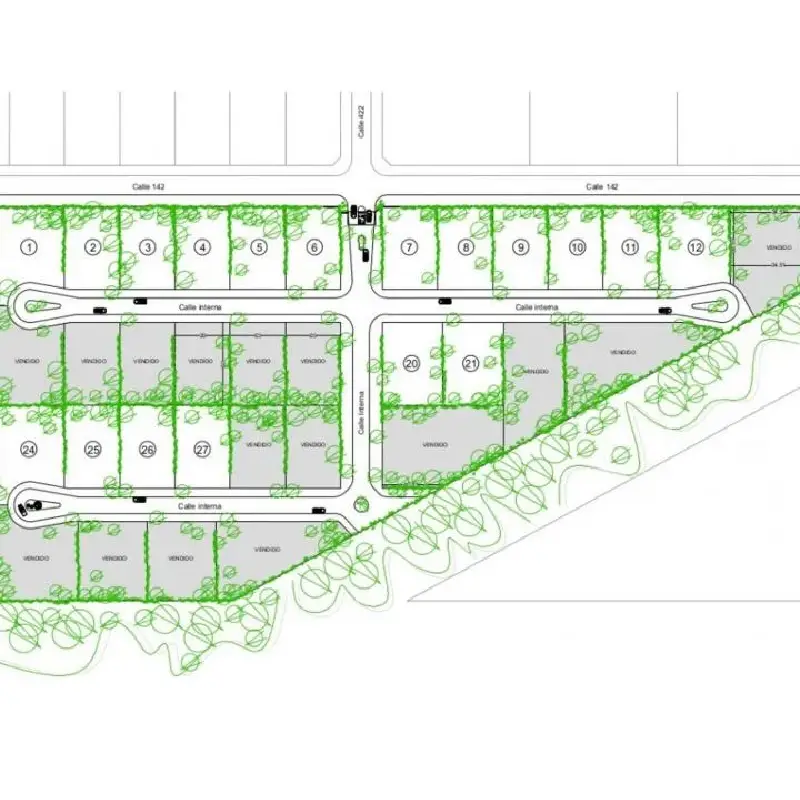 Calle 422
Calle 142
Calle 142
1
2
3
4
5
6
7
8
9
10
11
12
VENDIDO
Calle interna
Calle interna
VENDIDO
VENDIDO
VENDIDO
VENDIDO
VENDIDO
VENDIDO
20
21
VENDIDO
VENDIDO
Calle interna
24
25
26
27
VENDIDO
VENDIDO
VENDIDO
Calle interna
VENDIDO
VENDIDO
VENDIDO
VENDIDO